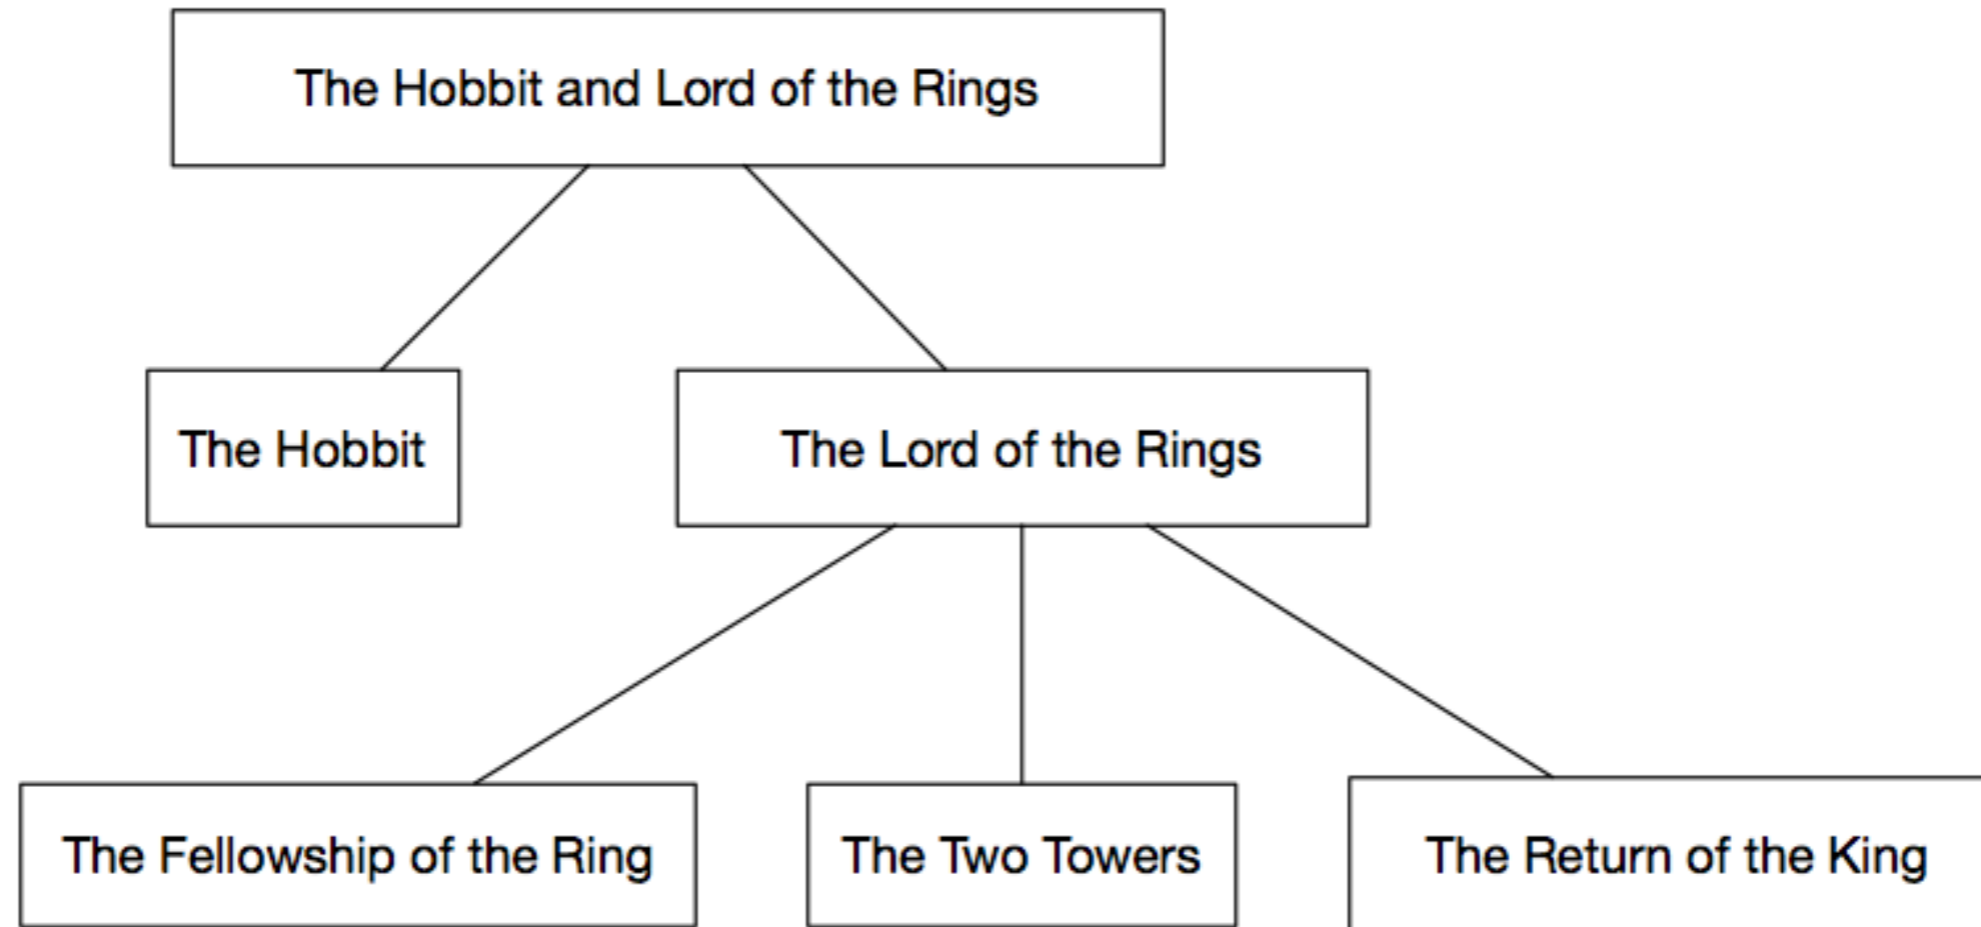 The Hobbit and Lord of the Rings
The Hobbit
The Lord of the Rings
The Fellowship of the Ring
The Two Towers
The Return of the King